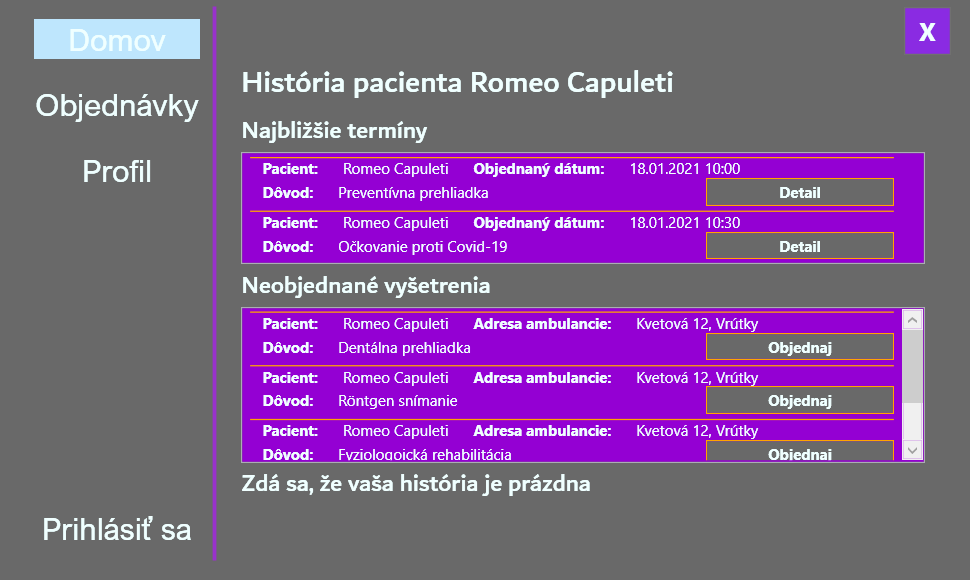 Domov
Objednávky
Profil
Prihlásiť sa
X
História pacienta Romeo Capuleti
Najbližšie termíny
Pacient: Romeo Capuleti Objednaný dátum: 18.01.2021 10:00
Dôvod: Preventívna prehliadka Detail
Pacient: Romeo Capuleti Objednaný dátum: 18.01.2021 10:30
Dôvod: Očkovanie proti Covid-19 Detail
Neobjednané vyšetrenia
Pacient: Romeo Capuleti Adresa ambulancie: Kvetová 12, Vrútky
Dôvod: Dentálna prehliadka Objednaj
Pacient: Romeo Capuleti Adresa ambulancie: Kvetová 12, Vrútky
Dôvod: Röntgen snímanie Objednaj
Pacient: Romeo Capuleti Adresa ambulancie: Kvetová 12, Vrútky
Dôvod: Fyziologoická rehabilitácia Objednaj
Zdá sa, že vaša história je prázdna